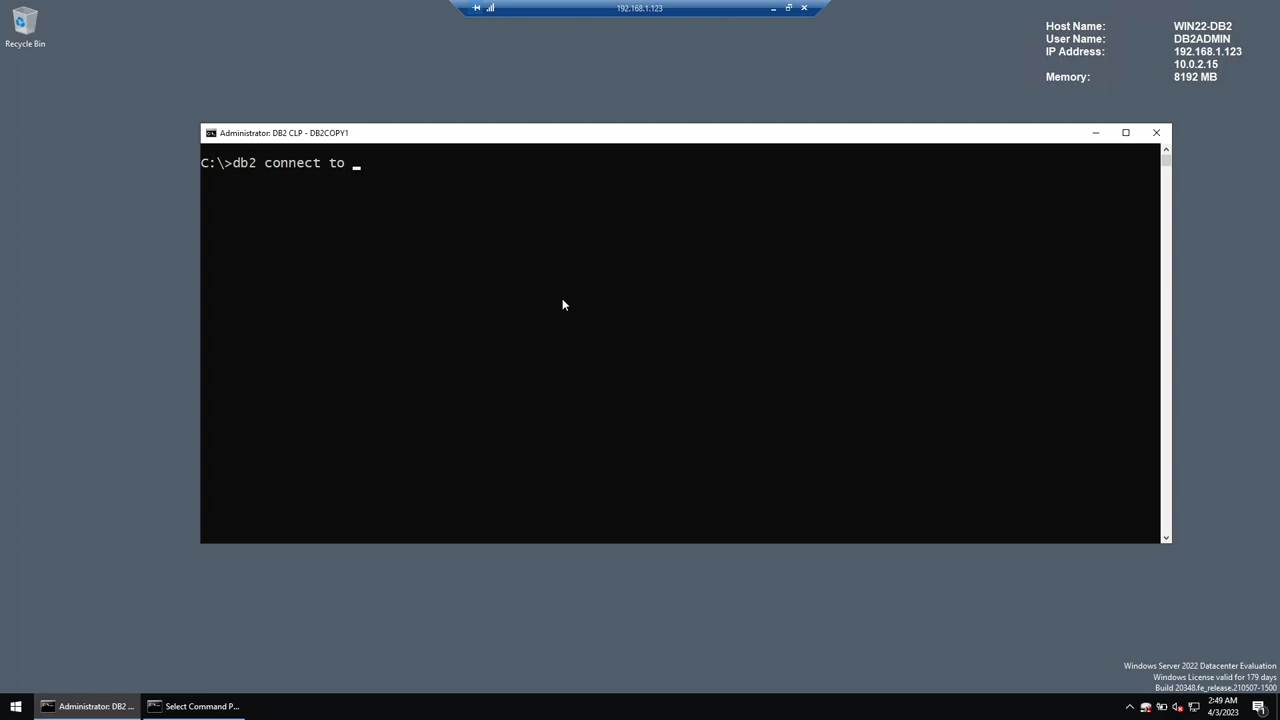 192.168.1.123
Recycle Bin
Host Name: WIN22-DB2
User Name: DB2ADMIN
IP Address: 192.168.1.123
10.0.2.15
Memory: 8192 MB
Administrator: DB2 CLP - DB2COPY1
C:\>db2 connect to _
Windows Server 2022 Datacenter Evaluation
Windows License valid for 179 days
Build 20348.fe_release.210507-1500
Administrator: DB2 ...
Select Command P...
2:49 AM
4/3/2023
1